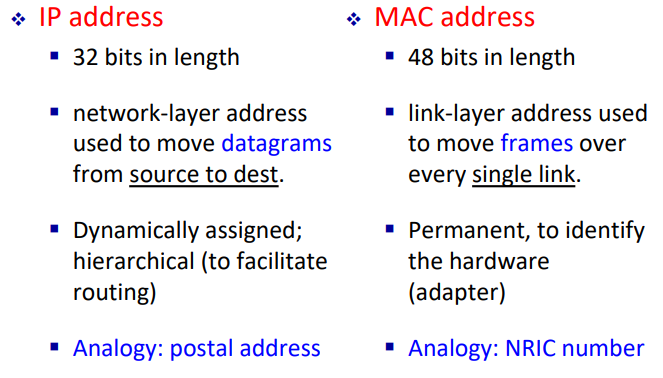 IP address
32 bits in length
network-layer address
used to move datagrams
from source to dest.
Dynamically assigned;
hierarchical (to facilitate
routing)
Analogy: postal address
MAC address
48 bits in length
link-layer address used
to move frames over
every single link.
Permanent, to identify
the hardware
(adapter)
Analogy: NRIC number